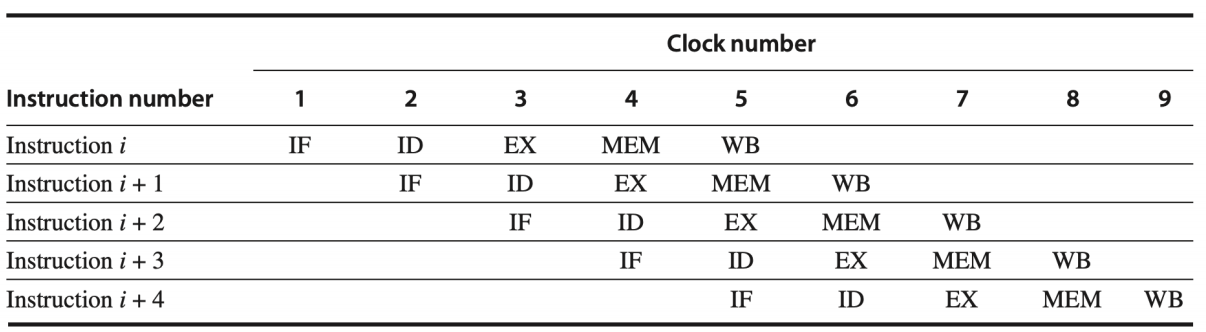 Clock number
Instruction number 1 2 3 4 5 6 7 8 9
Instruction i IF ID EX MEM WB
Instruction i + 1 IF ID EX MEM WB
Instruction i + 2 IF ID EX MEM WB
Instruction i + 3 IF ID EX MEM WB
Instruction i + 4 IF ID EX MEM WB